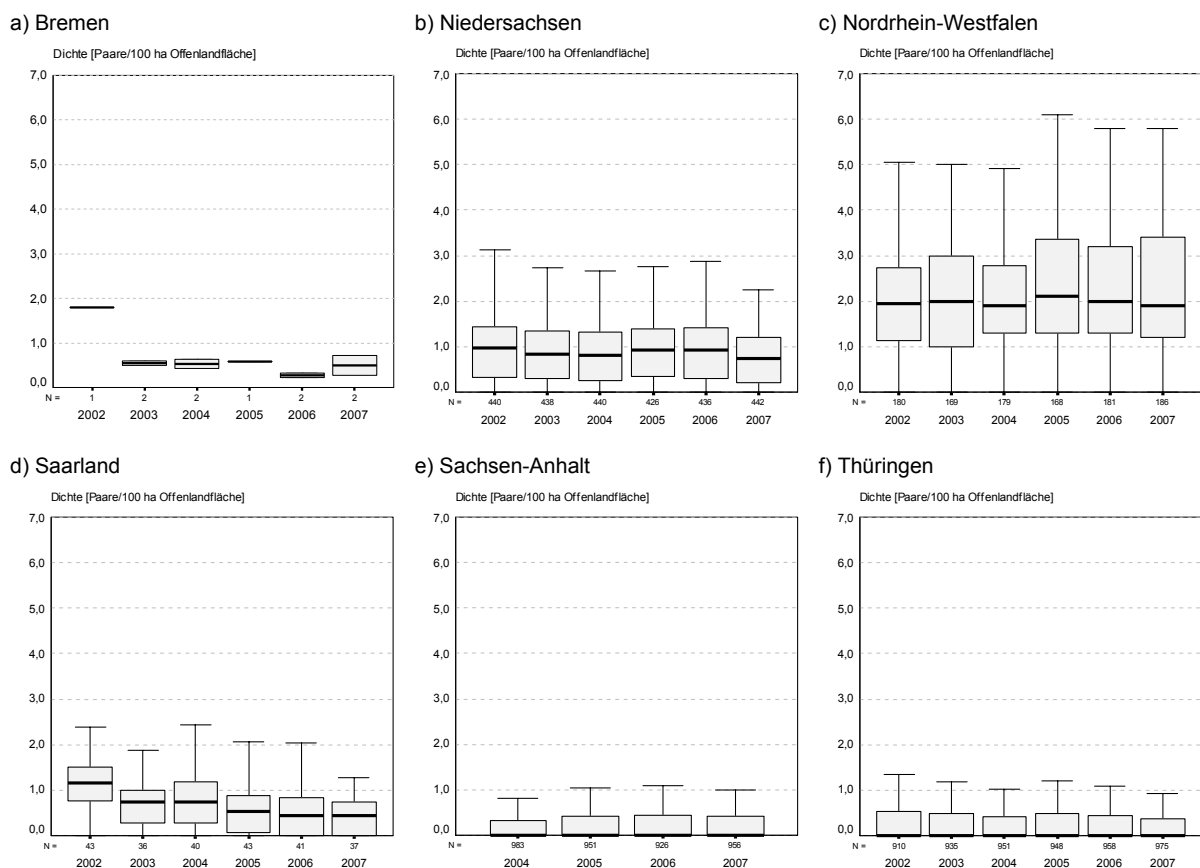 a) Bremen
Dichte [Paare/100 ha Offenlandfläche]
7,0
6,0
5,0
4,0
3,0
2,0
1,0
0,0
N = 1 2 2 1 2 2
2002 2003 2004 2005 2006 2007
b) Niedersachsen
Dichte [Paare/100 ha Offenlandfläche]
7,0
6,0
5,0
4,0
3,0
2,0
1,0
0,0
N = 440 438 440 426 436 442
2002 2003 2004 2005 2006 2007
c) Nordrhein-Westfalen
Dichte [Paare/100 ha Offenlandfläche]
7,0
6,0
5,0
4,0
3,0
2,0
1,0
0,0
N = 180 169 179 168 181 186
2002 2003 2004 2005 2006 2007
d) Saarland
Dichte [Paare/100 ha Offenlandfläche]
7,0
6,0
5,0
4,0
3,0
2,0
1,0
0,0
N = 43 36 40 43 41 37
2002 2003 2004 2005 2006 2007
e) Sachsen-Anhalt
Dichte [Paare/100 ha Offenlandfläche]
7,0
6,0
5,0
4,0
3,0
2,0
1,0
0,0
N = 983 951 926 956
2004 2005 2006 2007
f) Thüringen
Dichte [Paare/100 ha Offenlandfläche]
7,0
6,0
5,0
4,0
3,0
2,0
1,0
0,0
N = 910 935 951 948 958 975
2002 2003 2004 2005 2006 2007